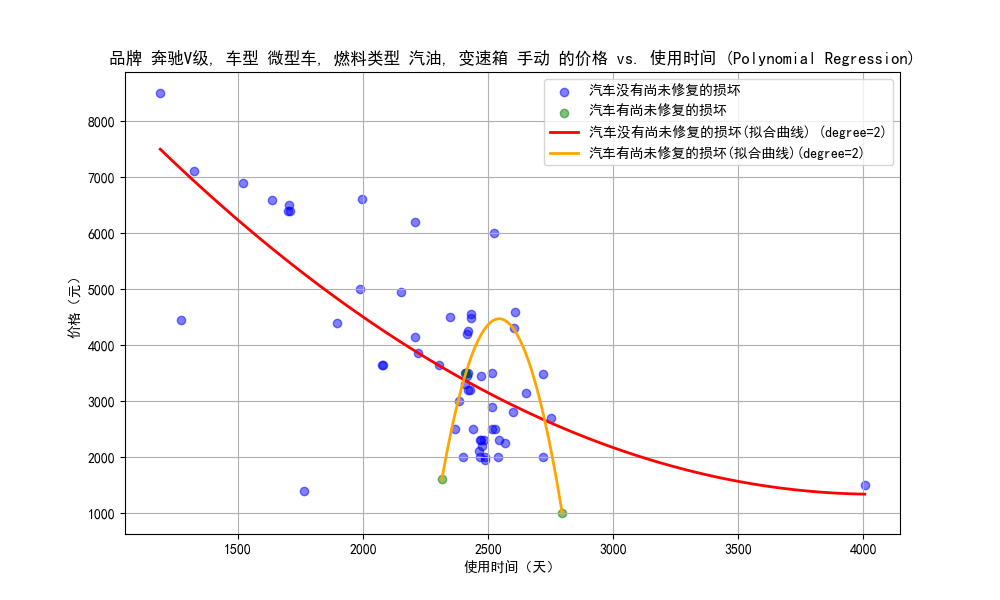 品牌 奔驰V级, 车型 微型车, 燃料类型 汽油, 变速箱 手动 的价格 vs. 使用时间 (Polynomial Regression)
汽车没有尚未修复的损坏
汽车有尚未修复的损坏
汽车没有尚未修复的损坏(拟合曲线) (degree=2)
汽车有尚未修复的损坏(拟合曲线)(degree=2)
价格（元）
8000
7000
6000
5000
4000
3000
2000
1000
1500 2000 2500 3000 3500 4000
使用时间（天）